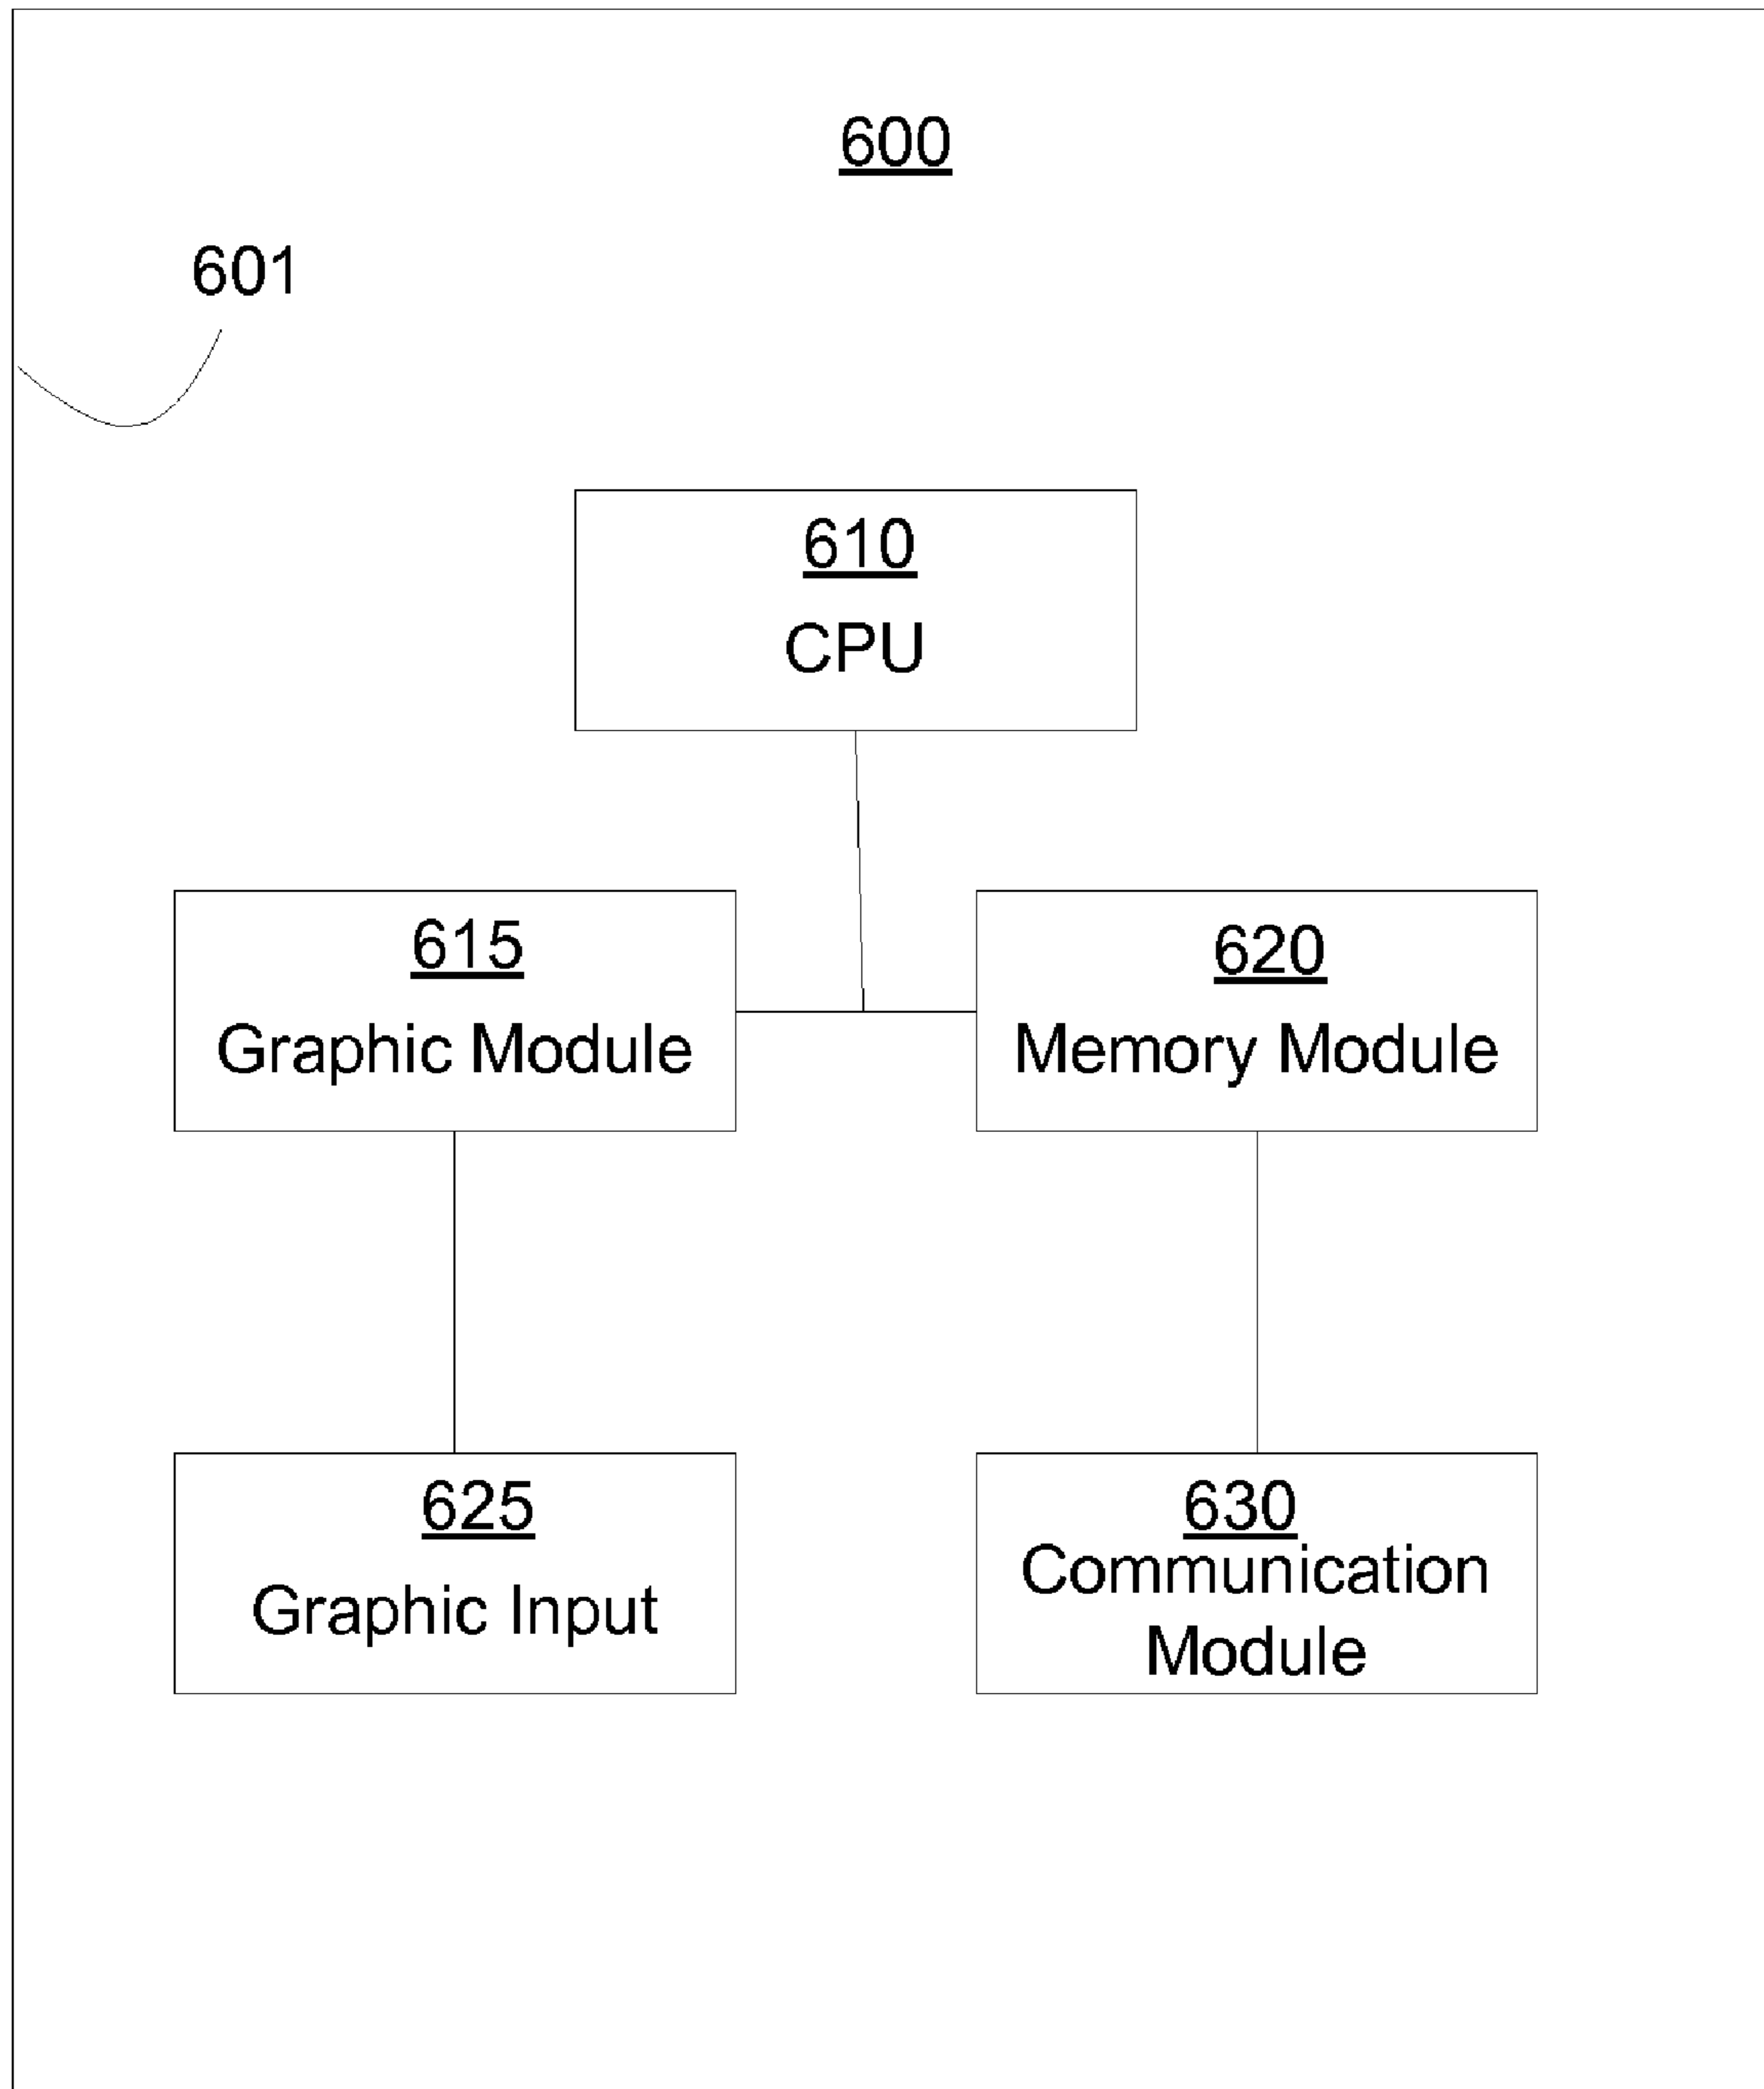 600
601
610
CPU
615
Graphic Module
620
Memory Module
625
Graphic Input
630
Communication
Module